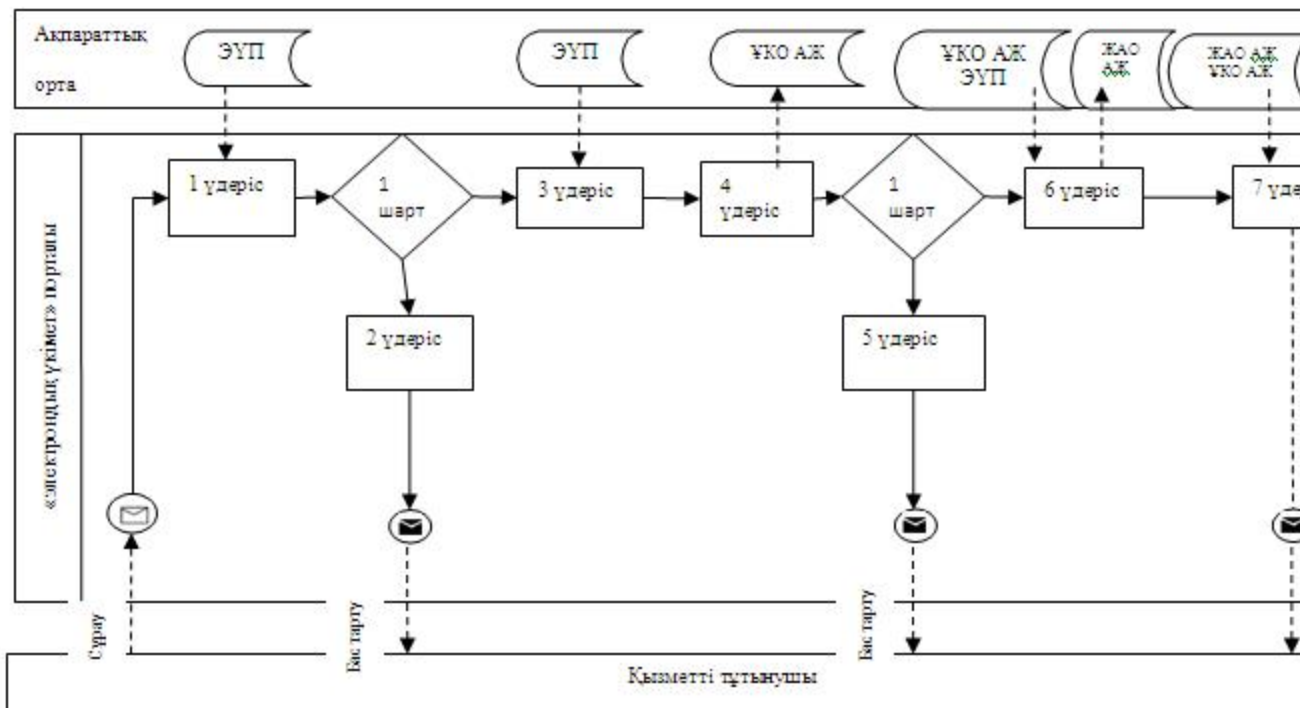 Ақпараттық
орта
ЭҮП
ЭҮП
ҰКО АЖ
ҰКО АЖ
ЭҮП
ЖАО
АЖ
ЖАО АЖ
ҰКО АЖ
«электрондық үкімет» порталы
1 үдеріс
1
шарт
3 үдеріс
4
үдеріс
1
шарт
6 үдеріс
7 үде
2 үдеріс
5 үдеріс
Сұрау
Бас тарту
Бас тарту
Қызметті тұтынушы